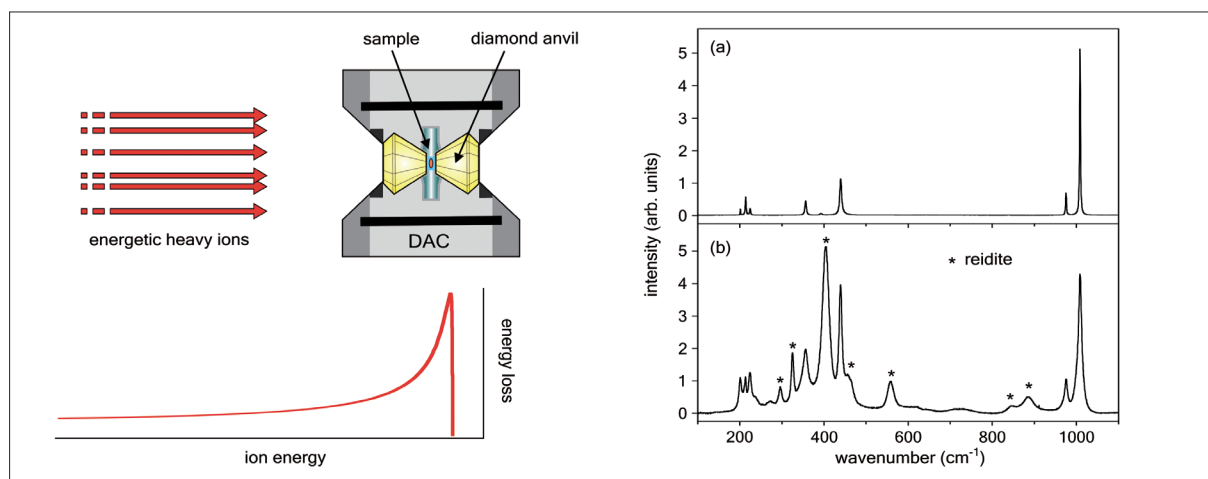 sample
diamond anvil
energetic heavy ions
DAC
energy loss
ion energy
(a)
5
4
3
2
1
0
(b)
* reidite
*
*
*
*
*
*
*
5
4
3
2
1
0
intensity (arb. units)
200 400 600 800 1000
wavenumber (cm⁻¹)